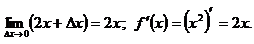 lim_{Δx→0}(2x + Δx) = 2x; f′(x) = (x²)′ = 2x.